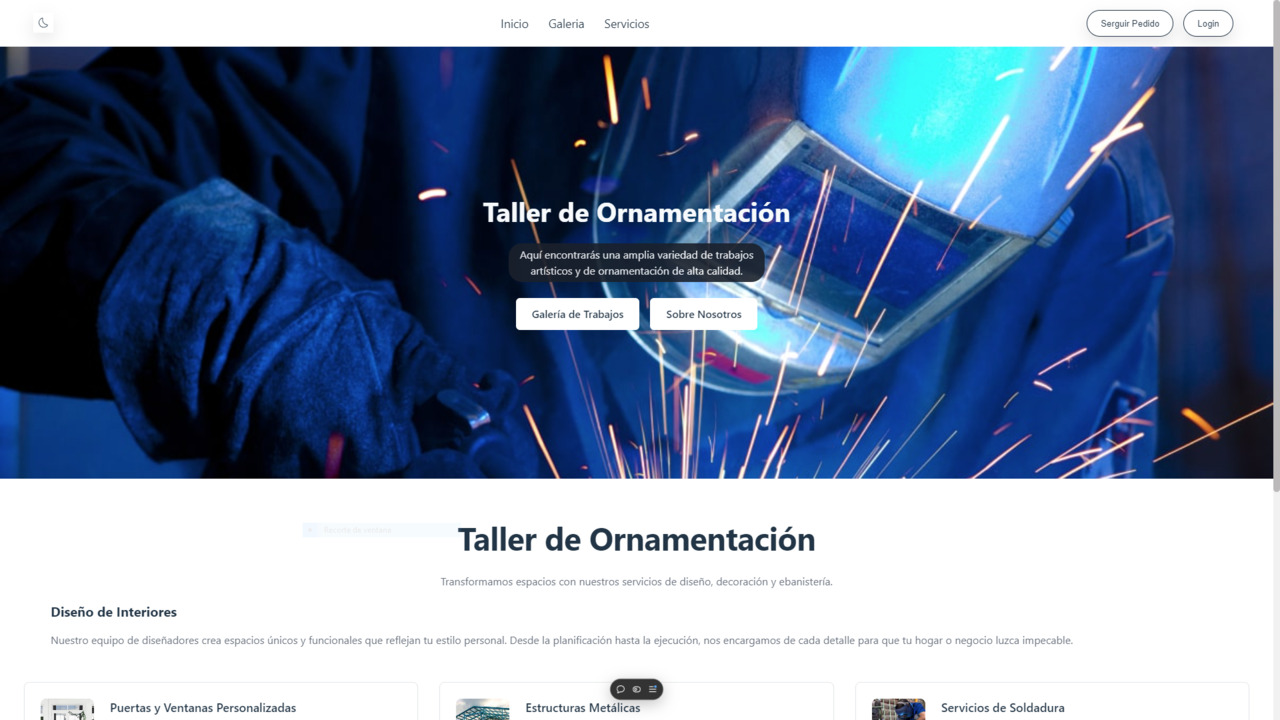 Inicio Galeria Servicios
Serguir Pedido Login
Taller de Ornamentación
Aquí encontrarás una amplia variedad de trabajos
artísticos y de ornamentación de alta calidad.
Galería de Trabajos Sobre Nosotros
Taller de Ornamentación
Transformamos espacios con nuestros servicios de diseño, decoración y ebanistería.
Diseño de Interiores
Nuestro equipo de diseñadores crea espacios únicos y funcionales que reflejan tu estilo personal. Desde la planificación hasta la ejecución, nos encargamos de cada detalle para que tu hogar o negocio luzca impecable.
Puertas y Ventanas Personalizadas
Estructuras Metálicas
Servicios de Soldadura